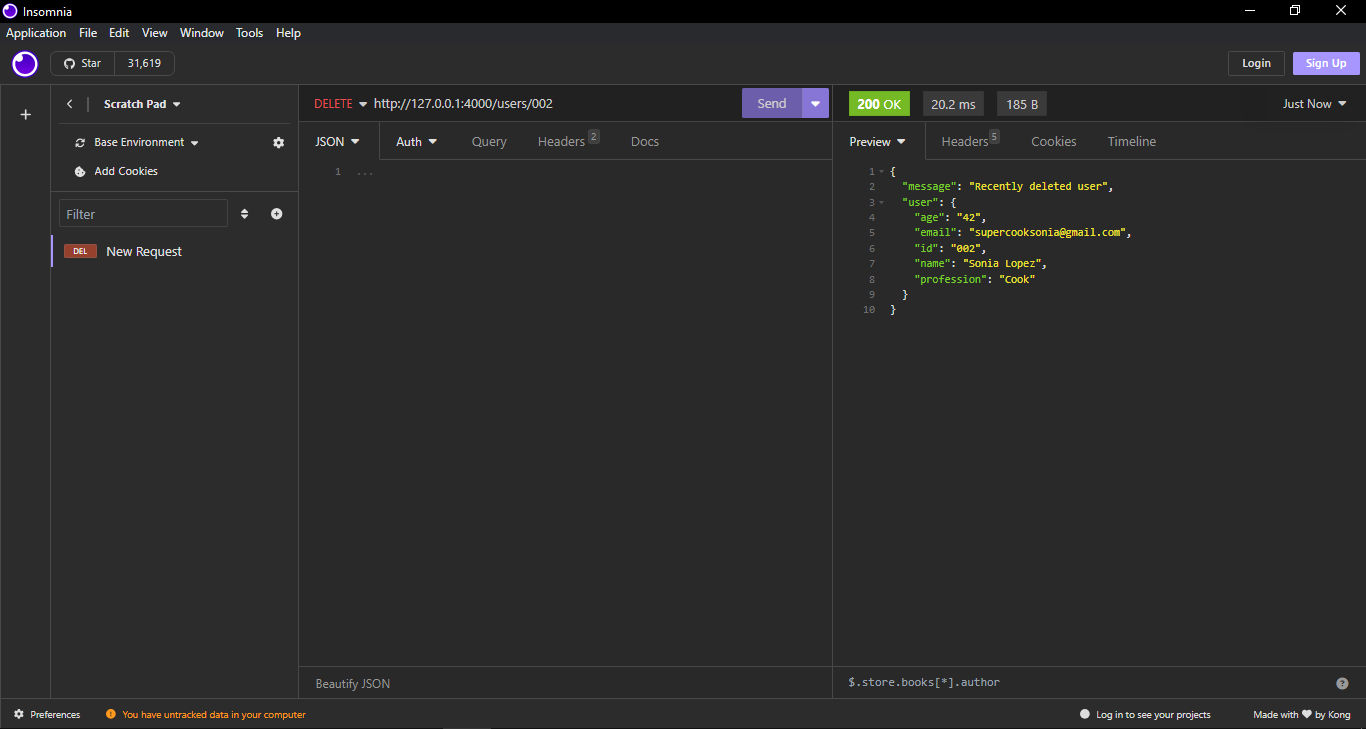 Insomnia
Application File Edit View Window Tools Help
Star 31,619
Login Sign Up
Scratch Pad
Base Environment
Add Cookies
Filter
DEL New Request
DELETE http://127.0.0.1:4000/users/002 Send
JSON Auth Query Headers 2 Docs
1 ...
Beautify JSON
200 OK 20.2 ms 185 B Just Now
Preview Headers 5 Cookies Timeline
1 {
2 "message": "Recently deleted user",
3 "user": {
4 "age": "42",
5 "email": "supercooksonia@gmail.com",
6 "id": "002",
7 "name": "Sonia Lopez",
8 "profession": "Cook"
9 }
10 }
$.store.books[*].author ?
Preferences ! You have untracked data in your computer Log in to see your projects Made with ♥ by Kong